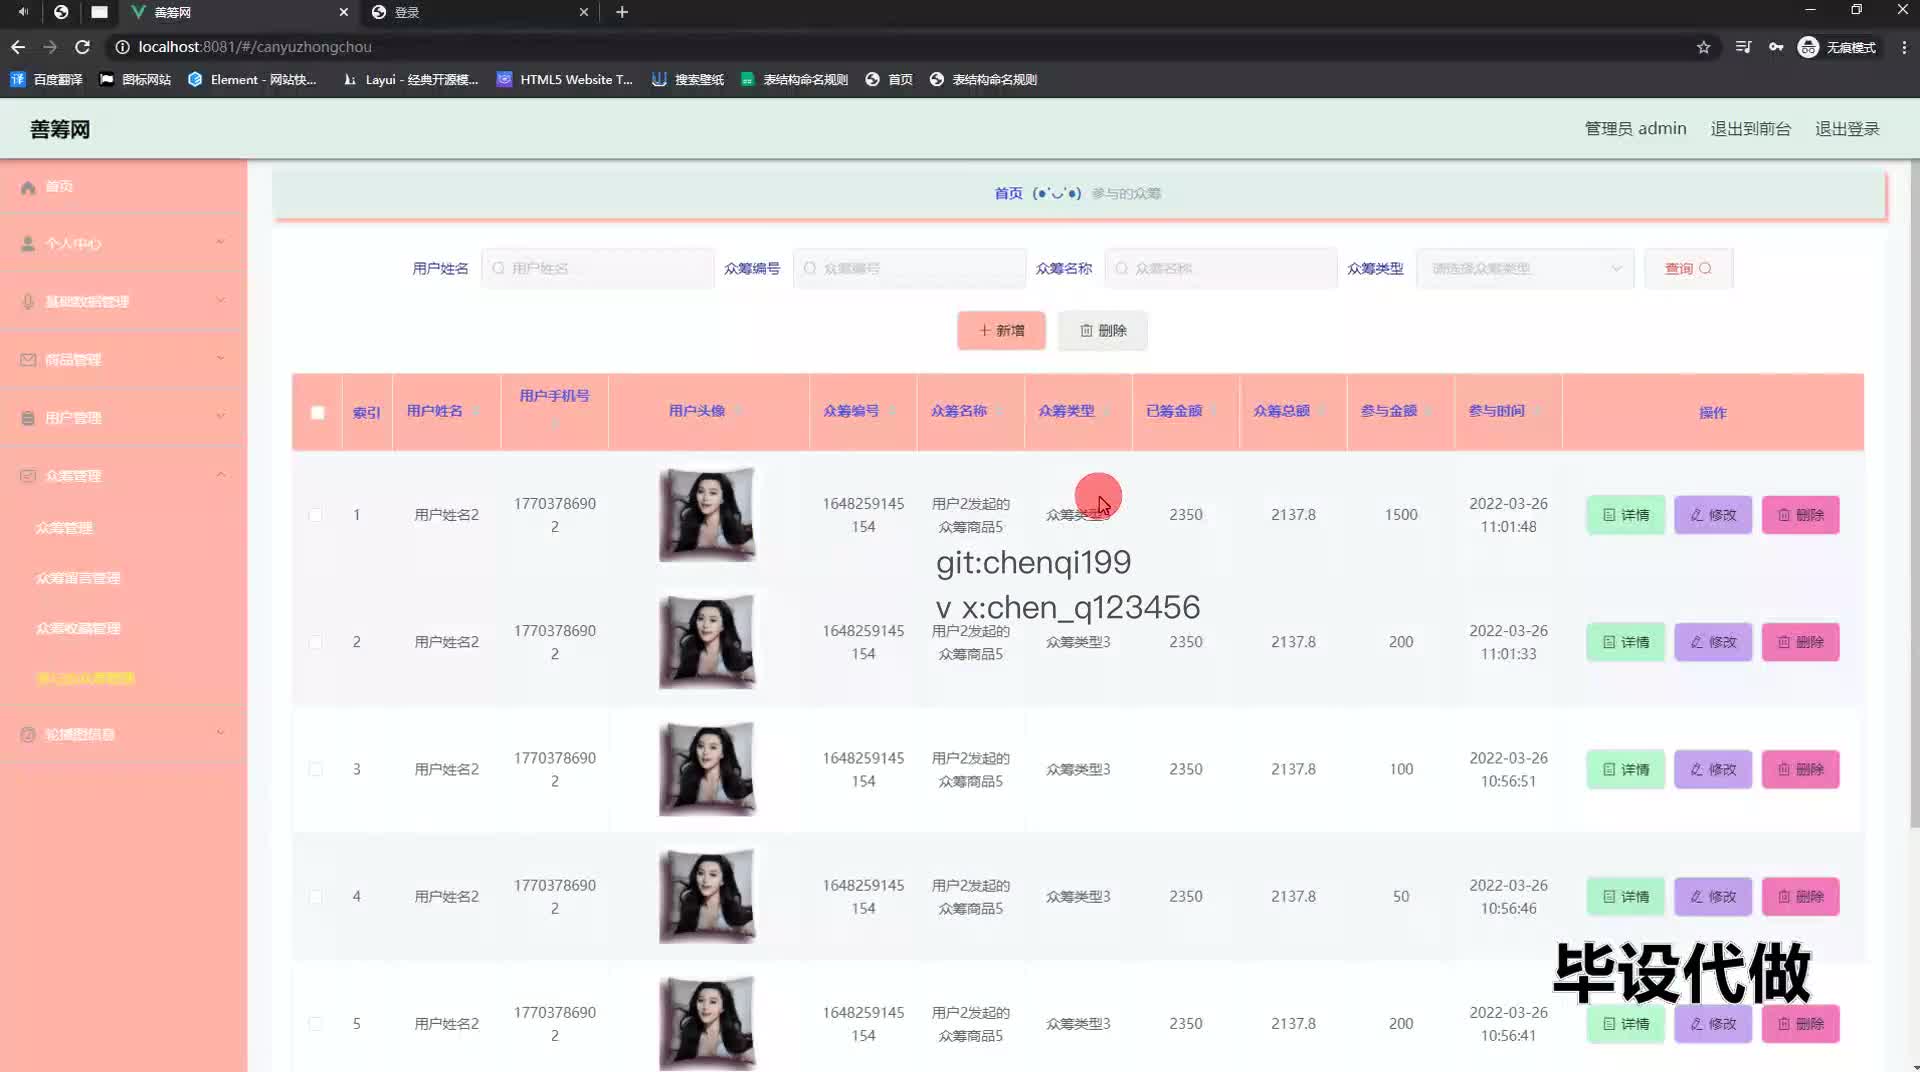 善筹网
登录
localhost:8081/#/canyuzhongchou
无痕模式
百度翻译
图标网站
Element - 网站快...
Layui - 经典开源模...
HTML5 Website T...
搜索壁纸
表结构命名规则
首页
表结构命名规则
善筹网
管理员 admin
退出到前台
退出登录
首页
个人中心
基础数据管理
商品管理
用户管理
众筹管理
众筹管理
众筹留言管理
众筹收藏管理
轮播图信息
首页 (●'◡'●) 参与的众筹
用户姓名 用户姓名 众筹编号 众筹编号 众筹名称 众筹名称 众筹类型 请选择众筹类型 查询
+ 新增 删除
索引 用户姓名 用户手机号 用户头像 众筹编号 众筹名称 众筹类型 已筹金额 众筹总额 参与金额 参与时间 操作
1 用户姓名2 1770378690 1648259145 用户2发起的 众筹类型3 2350 2137.8 1500 2022-03-26 详情 修改 删除
2 154 众筹商品5 11:01:48
git:chenqi199
v x:chen_q123456
2 用户姓名2 1770378690 1648259145 用户2发起的 众筹类型3 2350 2137.8 200 2022-03-26 详情 修改 删除
2 154 众筹商品5 11:01:33
3 用户姓名2 1770378690 1648259145 用户2发起的 众筹类型3 2350 2137.8 100 2022-03-26 详情 修改 删除
2 154 众筹商品5 10:56:51
4 用户姓名2 1770378690 1648259145 用户2发起的 众筹类型3 2350 2137.8 50 2022-03-26 详情 修改 删除
2 154 众筹商品5 10:56:46
毕设代做
5 用户姓名2 1770378690 1648259145 用户2发起的 众筹类型3 2350 2137.8 200 2022-03-26 详情 修改 删除
2 154 众筹商品5 10:56:41